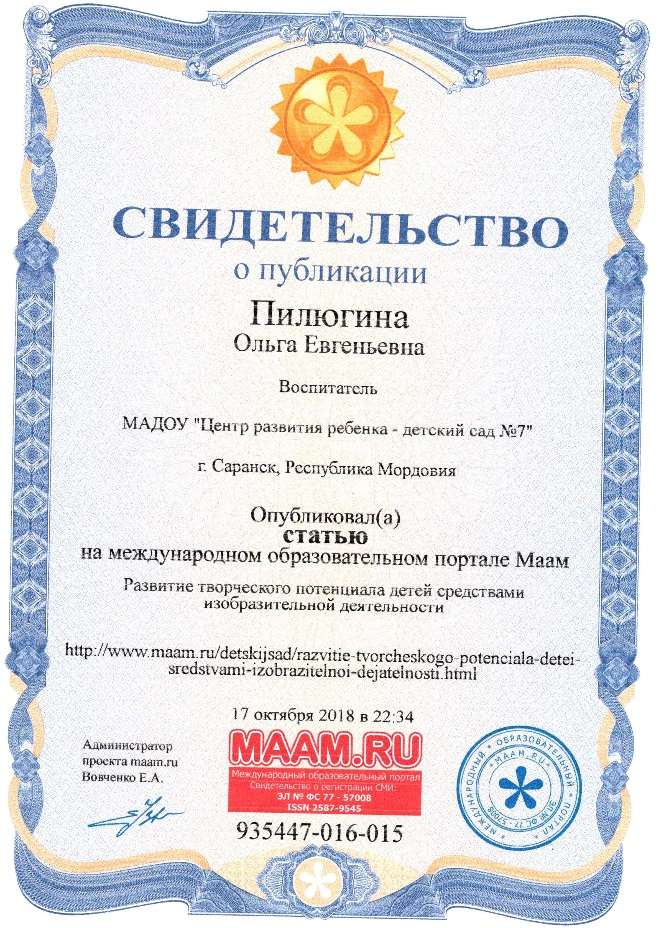 СВИДЕТЕЛЬСТВО
о публикации
Пилюгина
Ольга Евгеньевна
Воспитатель
МАДОУ "Центр развития ребенка - детский сад №7"
г. Саранск, Республика Мордовия
Опубликовал(а)
статью
на международном образовательном портале Маам
Развитие творческого потенциала детей средствами
изобразительной деятельности
http://www.maam.ru/detskijsad/razvitie-tvorcheskogo-potenciala-detei-
sredstvami-izobrazitelnoi-dejatelnosti.html
17 октября 2018 в 22:34
Администратор
проекта maam.ru
Вовченко Е.А.
MAAM.RU
Международный образовательный портал
Свидетельство о регистрации СМИ:
ЭЛ № ФС 77 - 57008
ISSN 2587-9545
935447-016-015
* МЕЖДУНАРОДНЫЙ * ОБРАЗОВАТЕЛЬНЫЙ * ПОРТАЛ
* MAAM.RU *
ЭЛ № ФС 77 - 57008